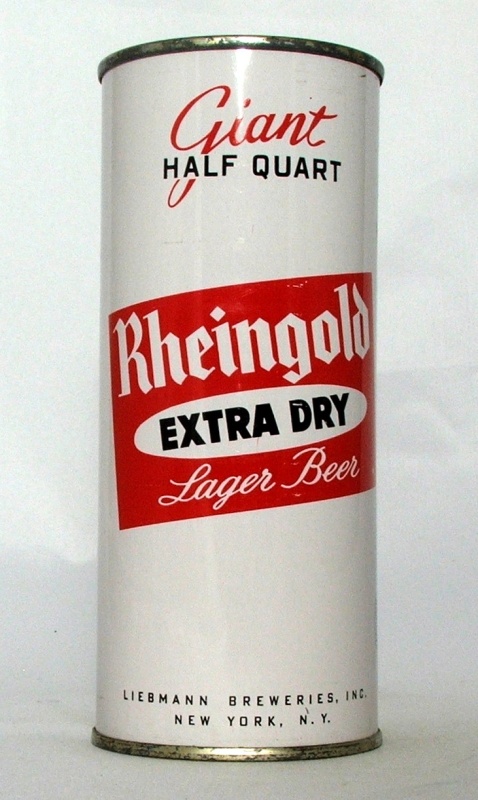 Giant
HALF QUART
Rheingold
EXTRA DRY
Lager Beer
LIEBMANN BREWERIES, INC.
NEW YORK, N.Y.